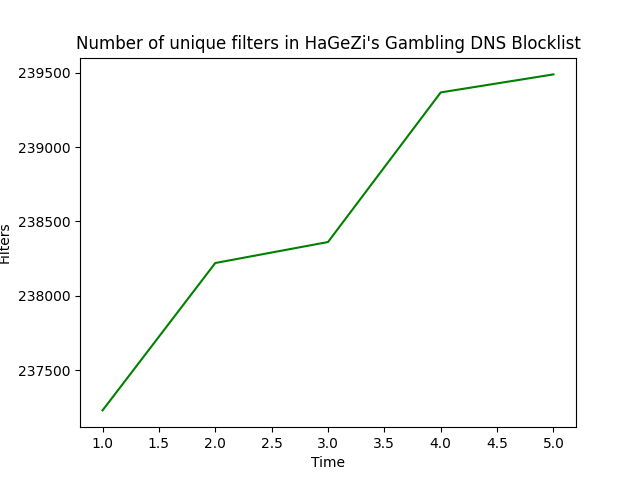 Number of unique filters in HaGeZi's Gambling DNS Blocklist
239500
239000
238500
238000
237500
Filters
1.0 1.5 2.0 2.5 3.0 3.5 4.0 4.5 5.0
Time